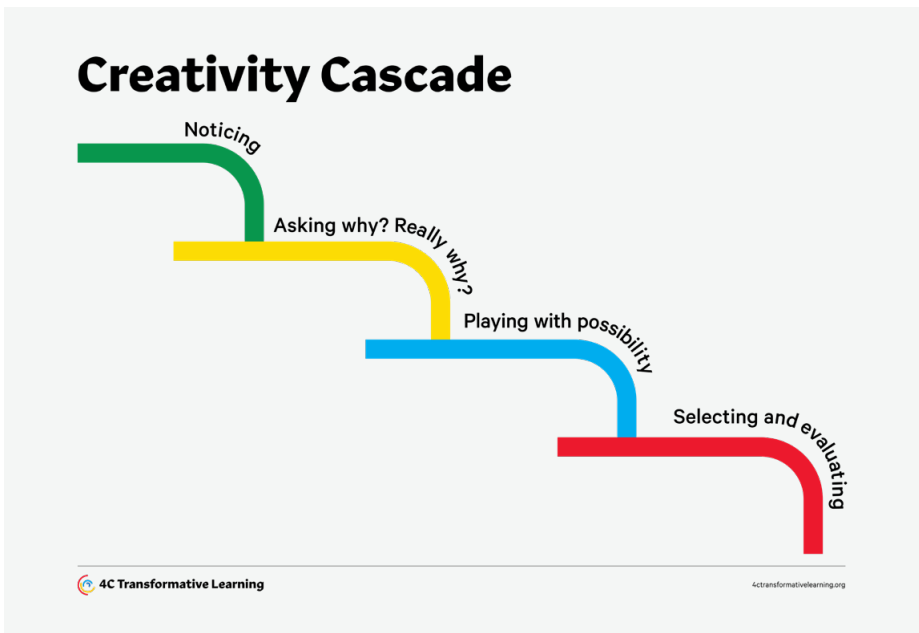 Creativity Cascade
Noticing
Asking why? Really why?
Playing with possibility
Selecting and evaluating
4C Transformative Learning
4ctransformativelearning.org